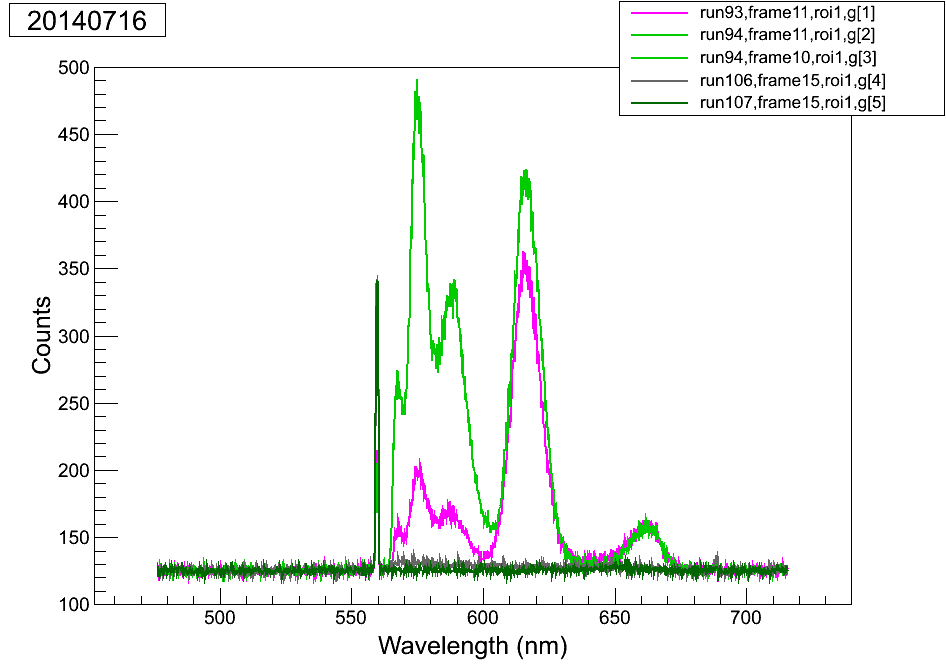 20140716
run93,frame11,roi1,g[1]
run94,frame11,roi1,g[2]
run94,frame10,roi1,g[3]
run106,frame15,roi1,g[4]
run107,frame15,roi1,g[5]
500
450
400
350
300
250
200
150
100
Counts
500 550 600 650 700
Wavelength (nm)